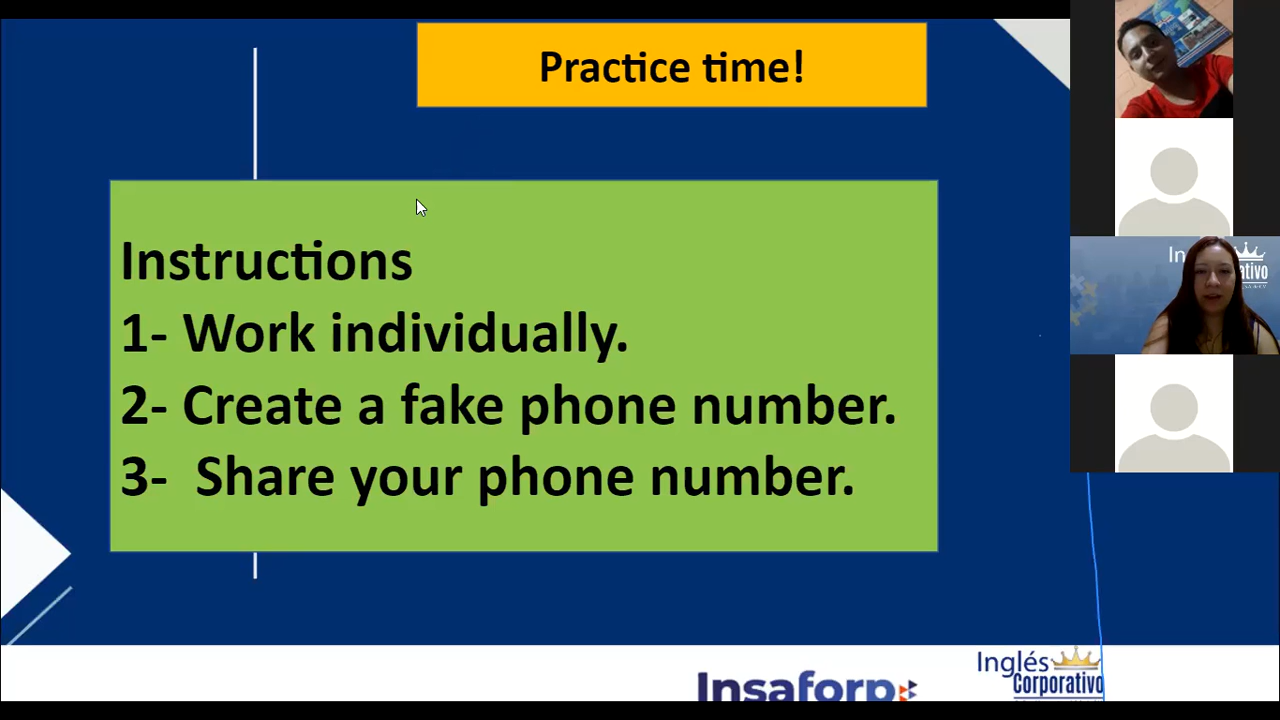 Practice time!
Instructions
1- Work individually.
2- Create a fake phone number.
3- Share your phone number.
Insaforp
Inglés
Corporativo